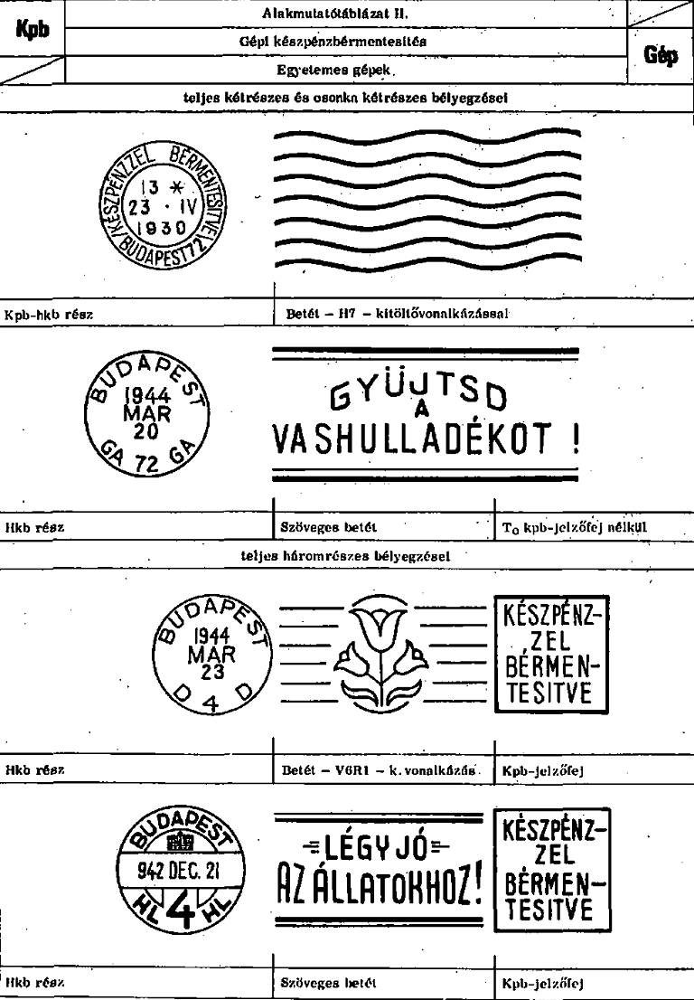 Kpb
Alakmutatótáblázat II.
Gépi készpénzbérmentesítés
Egyetemes gépek
Gép
teljes kétrészes és csonka kétrészes bélyegzései
KÉSZPÉNZZEL BÉRMENTESITVE
13 *
23 · IV
1930
BUDAPEST 72
Kpb-hkb rész
Betét - H7 - kitöltővonalkázással
BUDAPEST
1944
MAR
20
GA 72 GA
GYÜJTSD
A
VASHULLADÉKOT !
Hkb rész
Szöveges betét
To kpb-jelzőfej nélkül
teljes háromrészes bélyegzései
BUDAPEST
1944
MAR
23
D 4 D
KÉSZPÉNZ-
ZEL
BÉRMEN-
TESITVE
Hkb rész
Betét - V6R1 - k.vonalkázás
Kpb-jelzőfej
BUDAPEST
942 DEC. 21
HL 4 HL
LÉGY JÓ
AZ ÁLLATOKHOZ!
KÉSZPÉNZ-
ZEL
BÉRMEN-
TESITVE
Hkb rész
Szöveges betét
Kpb-jelzőfej